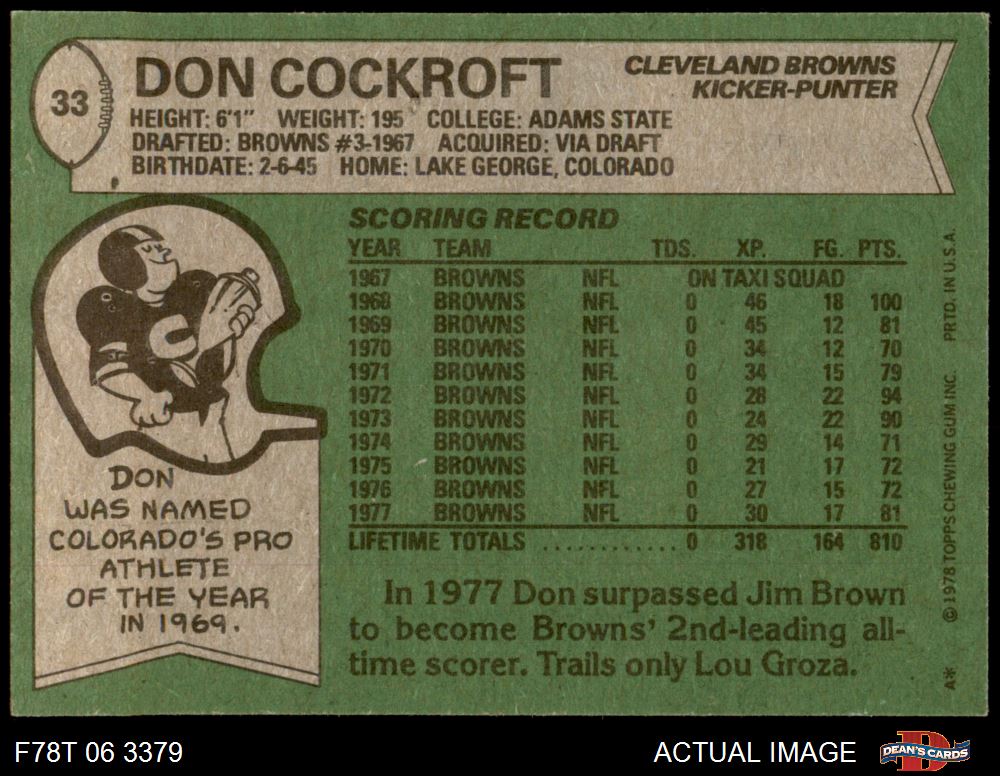 33
DON COCKROFT
CLEVELAND BROWNS
KICKER-PUNTER
HEIGHT: 6'1" WEIGHT: 195 COLLEGE: ADAMS STATE
DRAFTED: BROWNS #3-1967 ACQUIRED: VIA DRAFT
BIRTHDATE: 2-6-45 HOME: LAKE GEORGE, COLORADO
SCORING RECORD
YEAR TEAM TDS. XP. FG. PTS.
1967 BROWNS NFL ON TAXI SQUAD
1968 BROWNS NFL 0 46 18 100
1969 BROWNS NFL 0 45 12 81
1970 BROWNS NFL 0 34 12 70
1971 BROWNS NFL 0 34 15 79
1972 BROWNS NFL 0 28 22 94
1973 BROWNS NFL 0 24 22 90
1974 BROWNS NFL 0 29 14 71
1975 BROWNS NFL 0 21 17 72
1976 BROWNS NFL 0 27 15 72
1977 BROWNS NFL 0 30 17 81
LIFETIME TOTALS ............ 0 318 164 810
In 1977 Don surpassed Jim Brown
to become Browns' 2nd-leading all-
time scorer. Trails only Lou Groza.
C
DON
WAS NAMED
COLORADO'S PRO
ATHLETE
OF THE YEAR
IN 1969.
A* © 1978 TOPPS CHEWING GUM INC. PRTD. IN U.S.A.
F78T 06 3379
ACTUAL IMAGE
D
DEAN'S CARDS